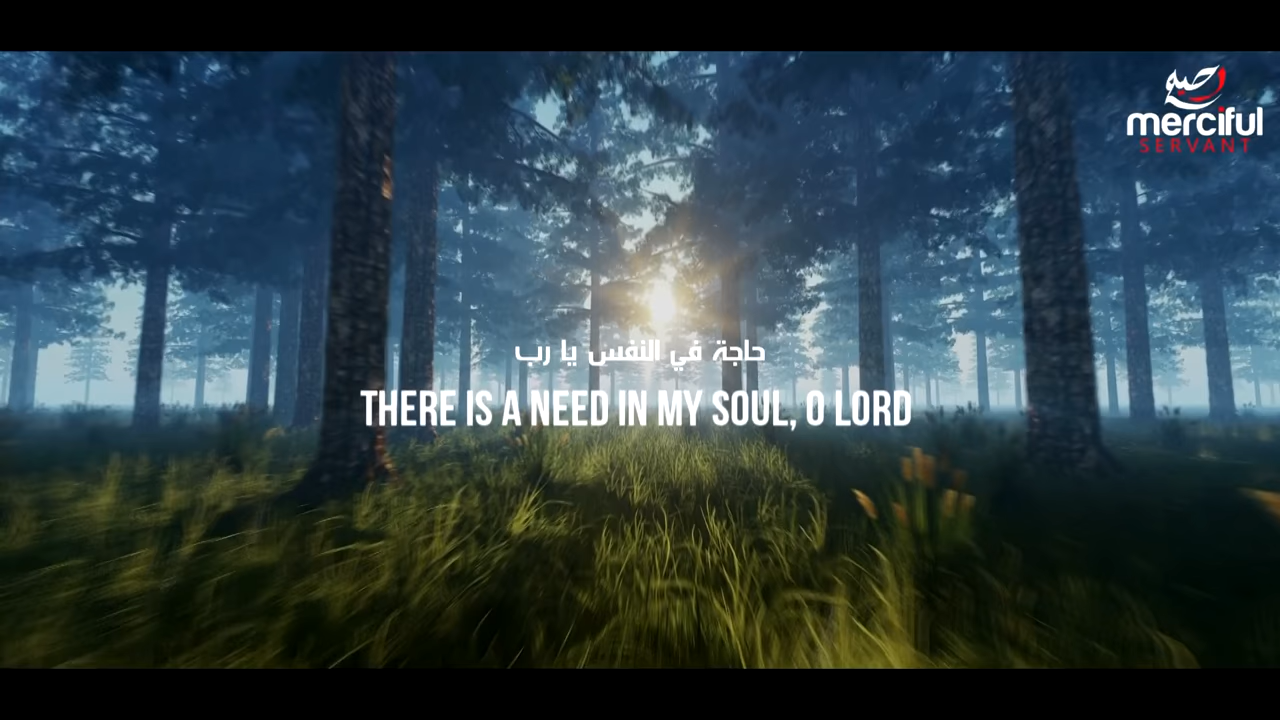 merciful
SERVANT
حاجة في النفس يا رب
THERE IS A NEED IN MY SOUL, O LORD